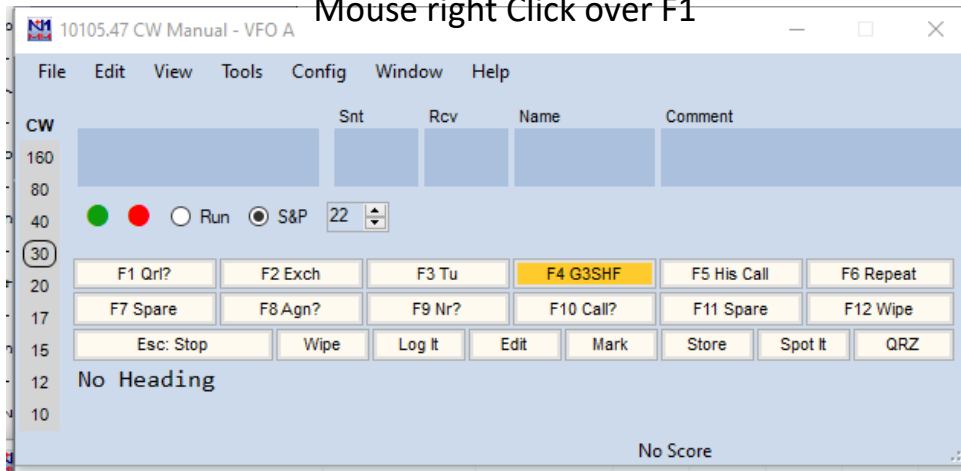 Mouse right Click over F1
10105.47 CW Manual - VFO A
File Edit View Tools Config Window Help
Snt Rcv Name Comment
CW
160
80
40
30
20
17
15
12
10
Run S&P 22
F1 Qrl? F2 Exch F3 Tu F4 G3SHF F5 His Call F6 Repeat
F7 Spare F8 Agn? F9 Nr? F10 Call? F11 Spare F12 Wipe
Esc: Stop Wipe Log It Edit Mark Store Spot It QRZ
No Heading
No Score